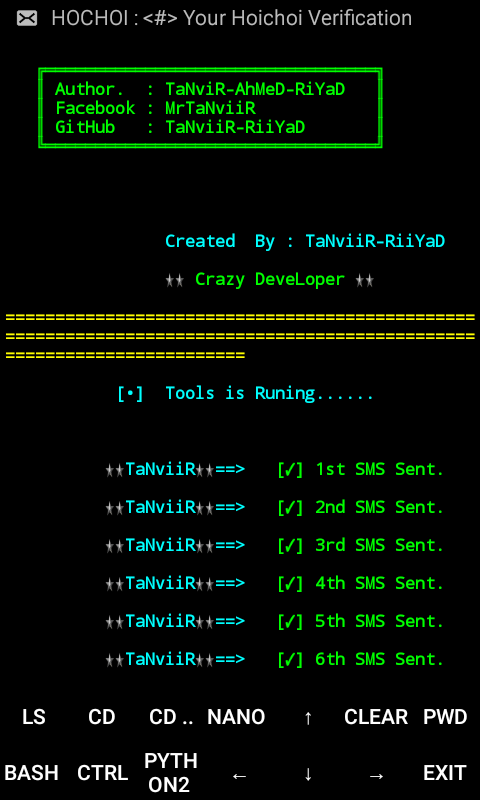 HOCHOI : <#> Your Hoichoi Verification
Author.  : TaNviR-AhMeD-RiYaD
Facebook : MrTaNviiR
GitHub   : TaNviiR-RiiYaD
Created  By : TaNviiR-RiiYaD
★★ Crazy DeveLoper ★★
===============================================
===============================================
========================
[•]  Tools is Runing......
★★TaNviiR★★==>   [✓] 1st SMS Sent.
★★TaNviiR★★==>   [✓] 2nd SMS Sent.
★★TaNviiR★★==>   [✓] 3rd SMS Sent.
★★TaNviiR★★==>   [✓] 4th SMS Sent.
★★TaNviiR★★==>   [✓] 5th SMS Sent.
★★TaNviiR★★==>   [✓] 6th SMS Sent.
LS CD CD .. NANO ↑ CLEAR PWD
BASH CTRL PYTH ← ↓ → EXIT
ON2